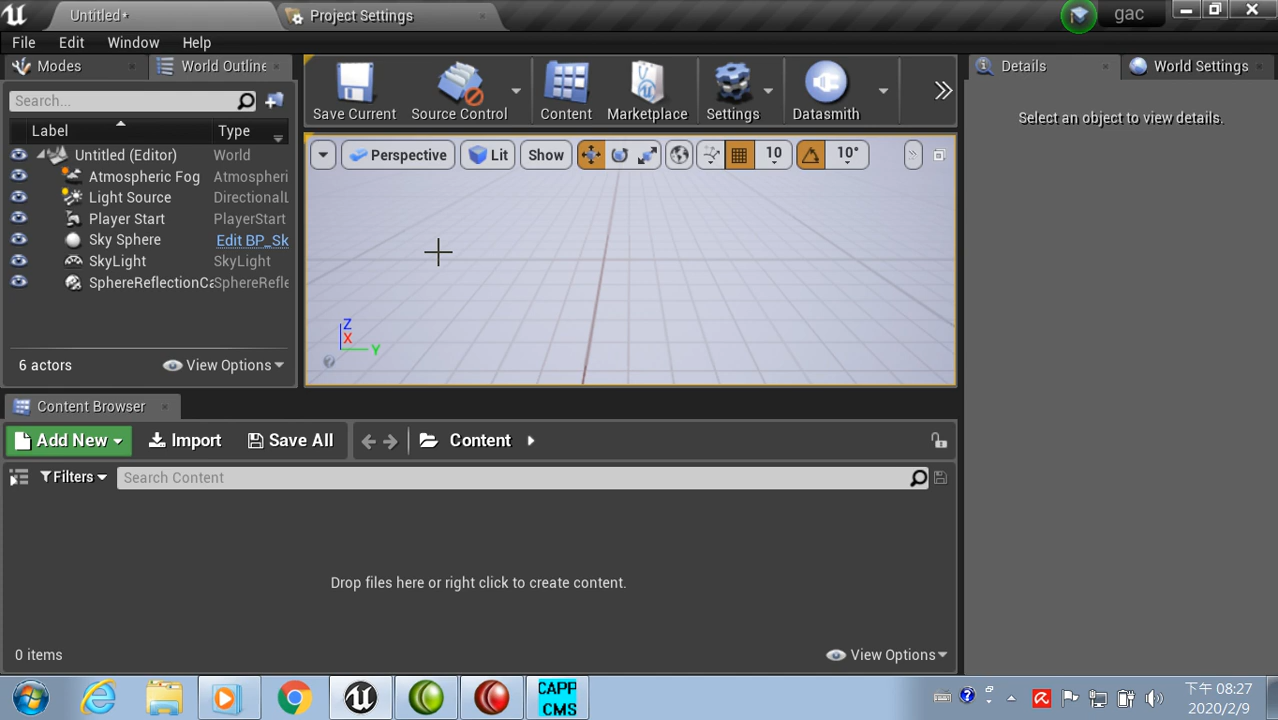 Untitled*
Project Settings
gac
File Edit Window Help
Modes
World Outline
Search...
Label Type
Untitled (Editor) World
Atmospheric Fog Atmospheri
Light Source DirectionalL
Player Start PlayerStart
Sky Sphere Edit BP_Sk
SkyLight SkyLight
SphereReflectionCa SphereRefle
6 actors
View Options
Save Current Source Control Content Marketplace Settings Datasmith
Perspective Lit Show 10 10°
Z
X
Y
Details
World Settings
Select an object to view details.
Content Browser
Add New Import Save All Content
Filters Search Content
Drop files here or right click to create content.
0 items
View Options
CAPP
CMS
下午 08:27
2020/2/9